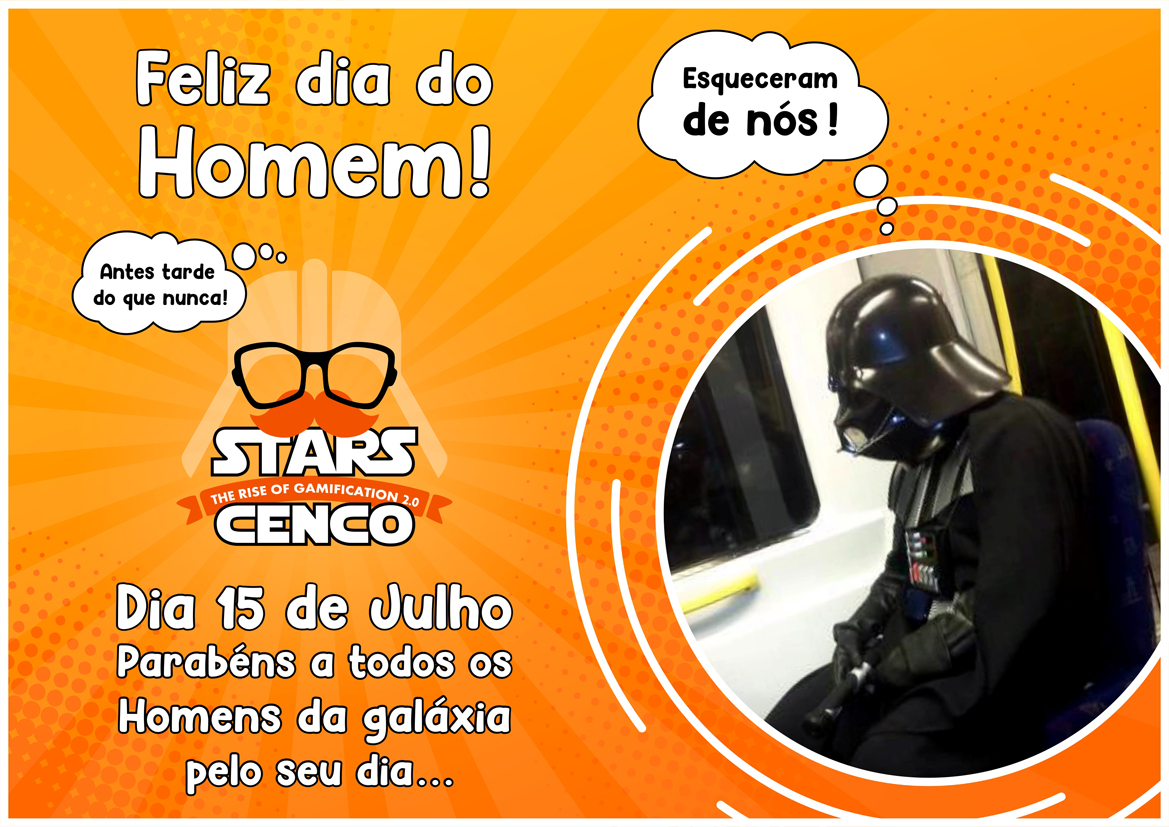 Feliz dia do
Homem!
Esqueceram
de nós!
Antes tarde
do que nunca!
STARS
THE RISE OF GAMIFICATION 2.0
CENCO
Dia 15 de Julho
Parabéns a todos os
Homens da galáxia
pelo seu dia...